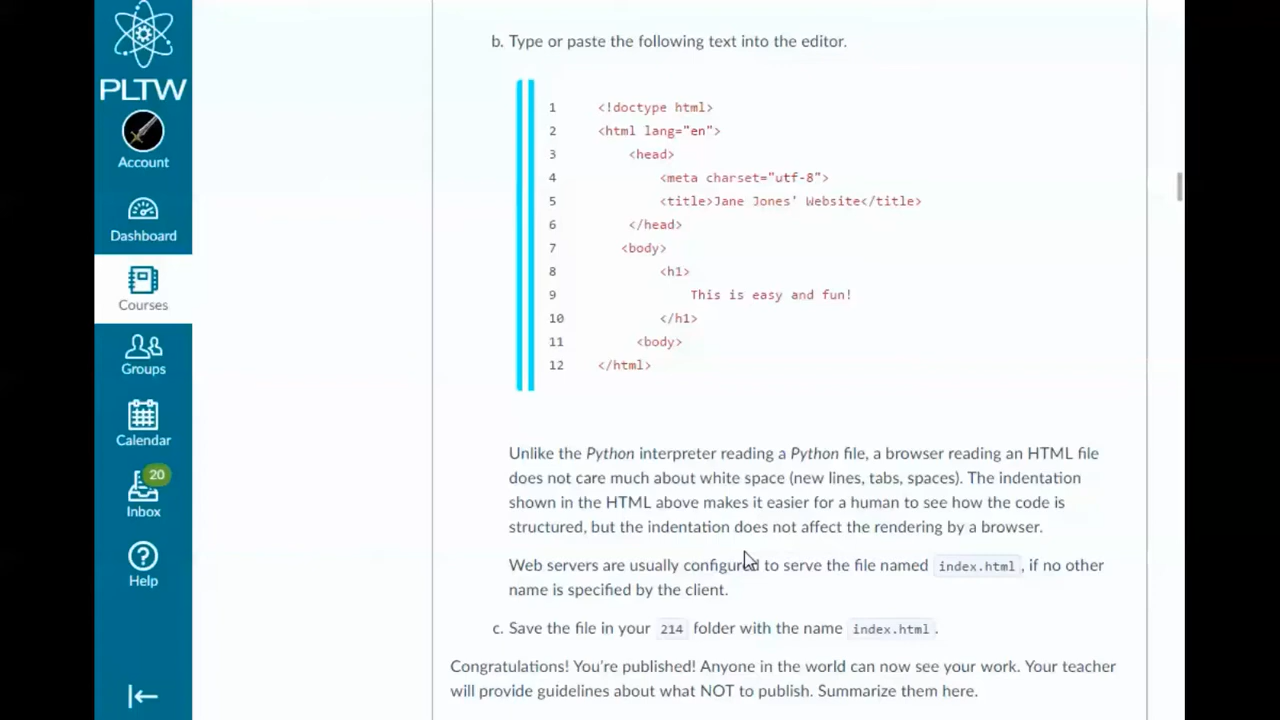 PLTW
Account
Dashboard
Courses
Groups
Calendar
20
Inbox
Help
b. Type or paste the following text into the editor.
1 <!doctype html>
2 <html lang="en">
3 <head>
4 <meta charset="utf-8">
5 <title>Jane Jones' Website</title>
6 </head>
7 <body>
8 <h1>
9 This is easy and fun!
10 </h1>
11 <body>
12 </html>
Unlike the Python interpreter reading a Python file, a browser reading an HTML file
does not care much about white space (new lines, tabs, spaces). The indentation
shown in the HTML above makes it easier for a human to see how the code is
structured, but the indentation does not affect the rendering by a browser.
Web servers are usually configured to serve the file named index.html, if no other
name is specified by the client.
c. Save the file in your 214 folder with the name index.html.
Congratulations! You're published! Anyone in the world can now see your work. Your teacher
will provide guidelines about what NOT to publish. Summarize them here.